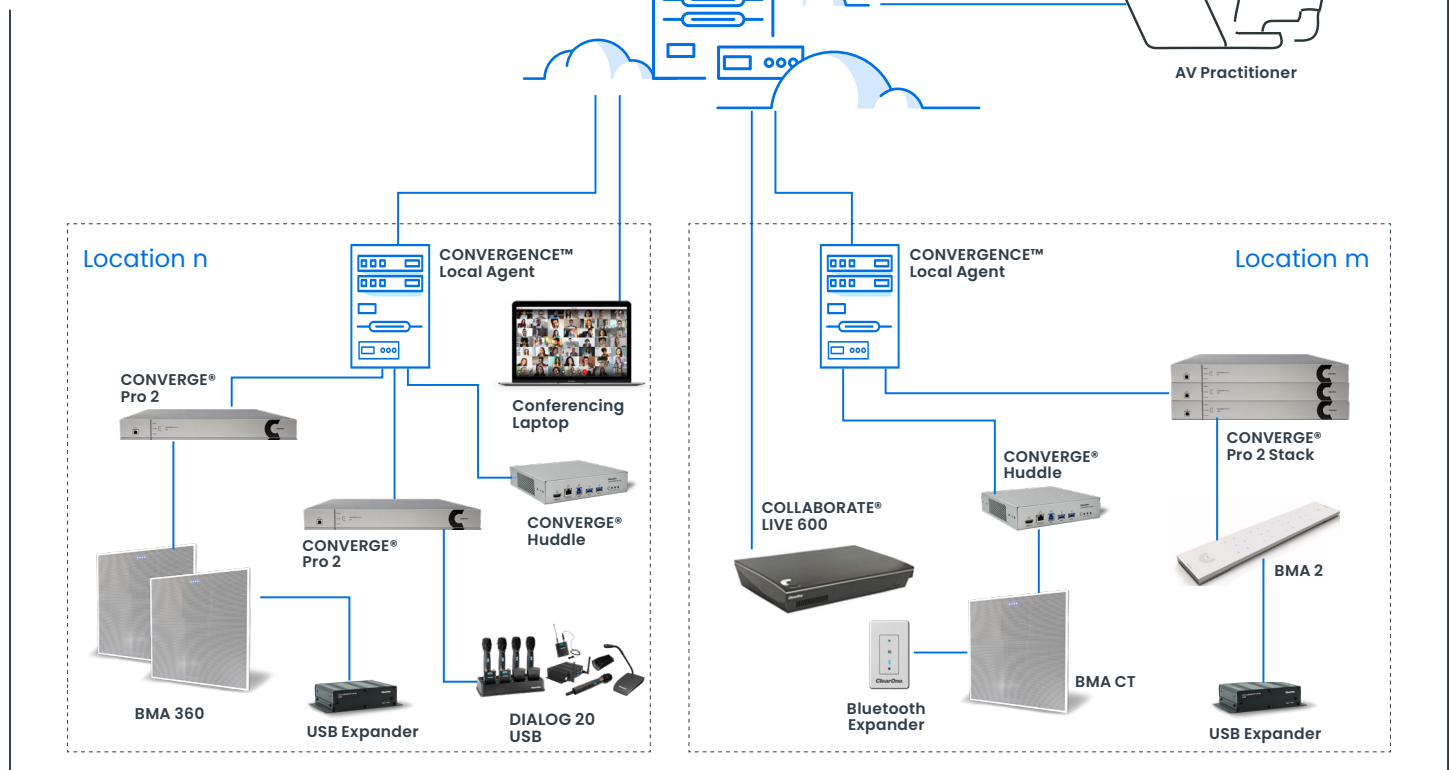 AV Practitioner
Location n
CONVERGENCE™
Local Agent
CONVERGE®
Pro 2
Conferencing
Laptop
CONVERGE®
Huddle
CONVERGE®
Pro 2
BMA 360
USB Expander
DIALOG 20
USB
Location m
CONVERGENCE™
Local Agent
CONVERGE®
Pro 2 Stack
CONVERGE®
Huddle
COLLABORATE®
LIVE 600
BMA 2
ClearOne
Bluetooth
Expander
BMA CT
USB Expander